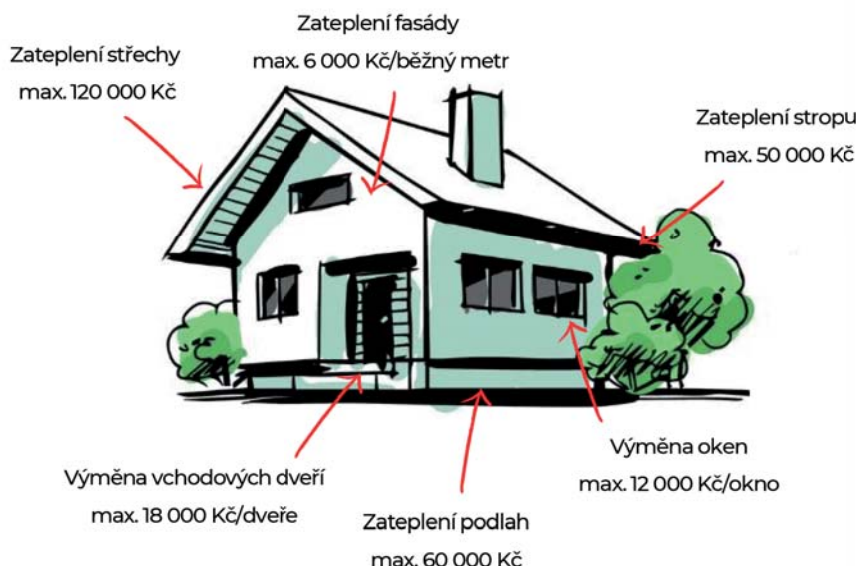 Zateplení fasády
max. 6 000 Kč/běžný metr
Zateplení střechy
max. 120 000 Kč
Zateplení stropu
max. 50 000 Kč
Výměna oken
max. 12 000 Kč/okno
Výměna vchodových dveří
max. 18 000 Kč/dveře
Zateplení podlah
max. 60 000 Kč